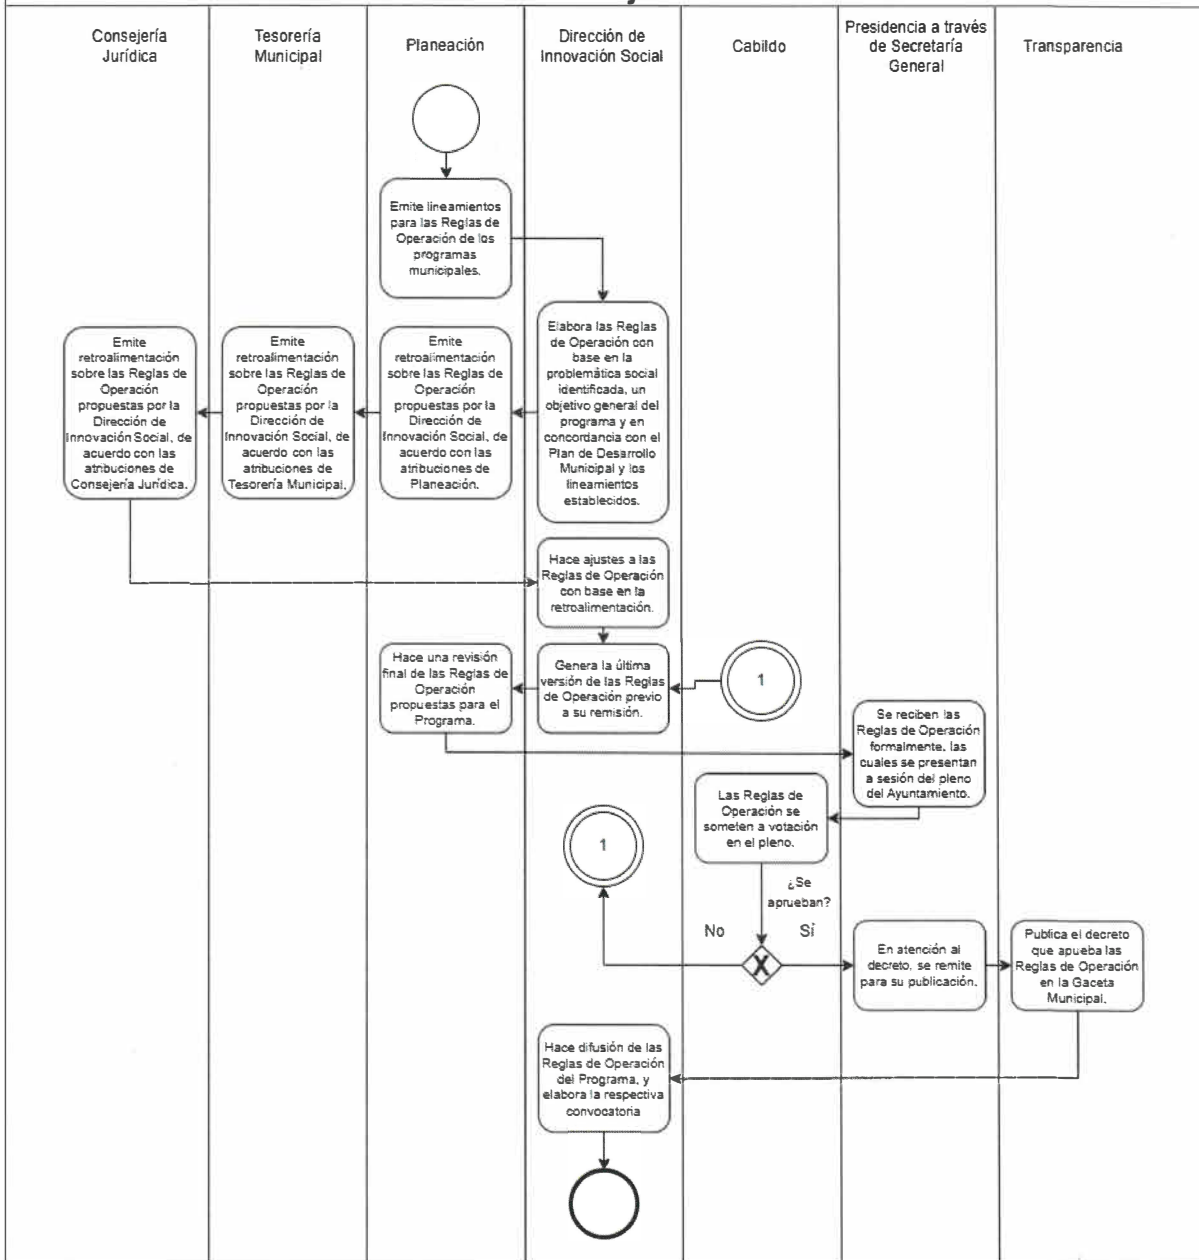 Consejería
Jurídica
Tesorería
Municipal
Planeación
Dirección de
Innovación Social
Cabildo
Presidencia a través
de Secretaría
General
Transparencia
Emite lineamientos
para las Reglas de
Operación de los
programas
municipales.
Elabora las Reglas
de Operación con
base en la
problemática social
identificada, un
objetivo general del
programa y en
concordancia con el
Plan de Desarrollo
Municipal y los
lineamientos
establecidos.
Emite
retroalimentación
sobre las Reglas de
Operación
propuestas por la
Dirección de
Innovación Social, de
acuerdo con las
atribuciones de
Planeación.
Emite
retroalimentación
sobre las Reglas de
Operación
propuestas por la
Dirección de
Innovación Social, de
acuerdo con las
atribuciones de
Tesorería Municipal.
Emite
retroalimentación
sobre las Reglas de
Operación
propuestas por la
Dirección de
Innovación Social, de
acuerdo con las
atribuciones de
Consejería Jurídica.
Hace ajustes a las
Reglas de Operación
con base en la
retroalimentación.
Genera la última
versión de las Reglas
de Operación previo
a su remisión.
1
Hace una revisión
final de las Reglas de
Operación
propuestas para el
Programa.
Se reciben las
Reglas de Operación
formalmente, las
cuales se presentan
a sesión del pleno
del Ayuntamiento.
Las Reglas de
Operación se
someten a votación
en el pleno.
1
¿Se
aprueban?
No
Sí
X
En atención al
decreto, se remite
para su publicación.
Publica el decreto
que apueba las
Reglas de Operación
en la Gaceta
Municipal.
Hace difusión de las
Reglas de Operación
del Programa, y
elabora la respectiva
convocatoria